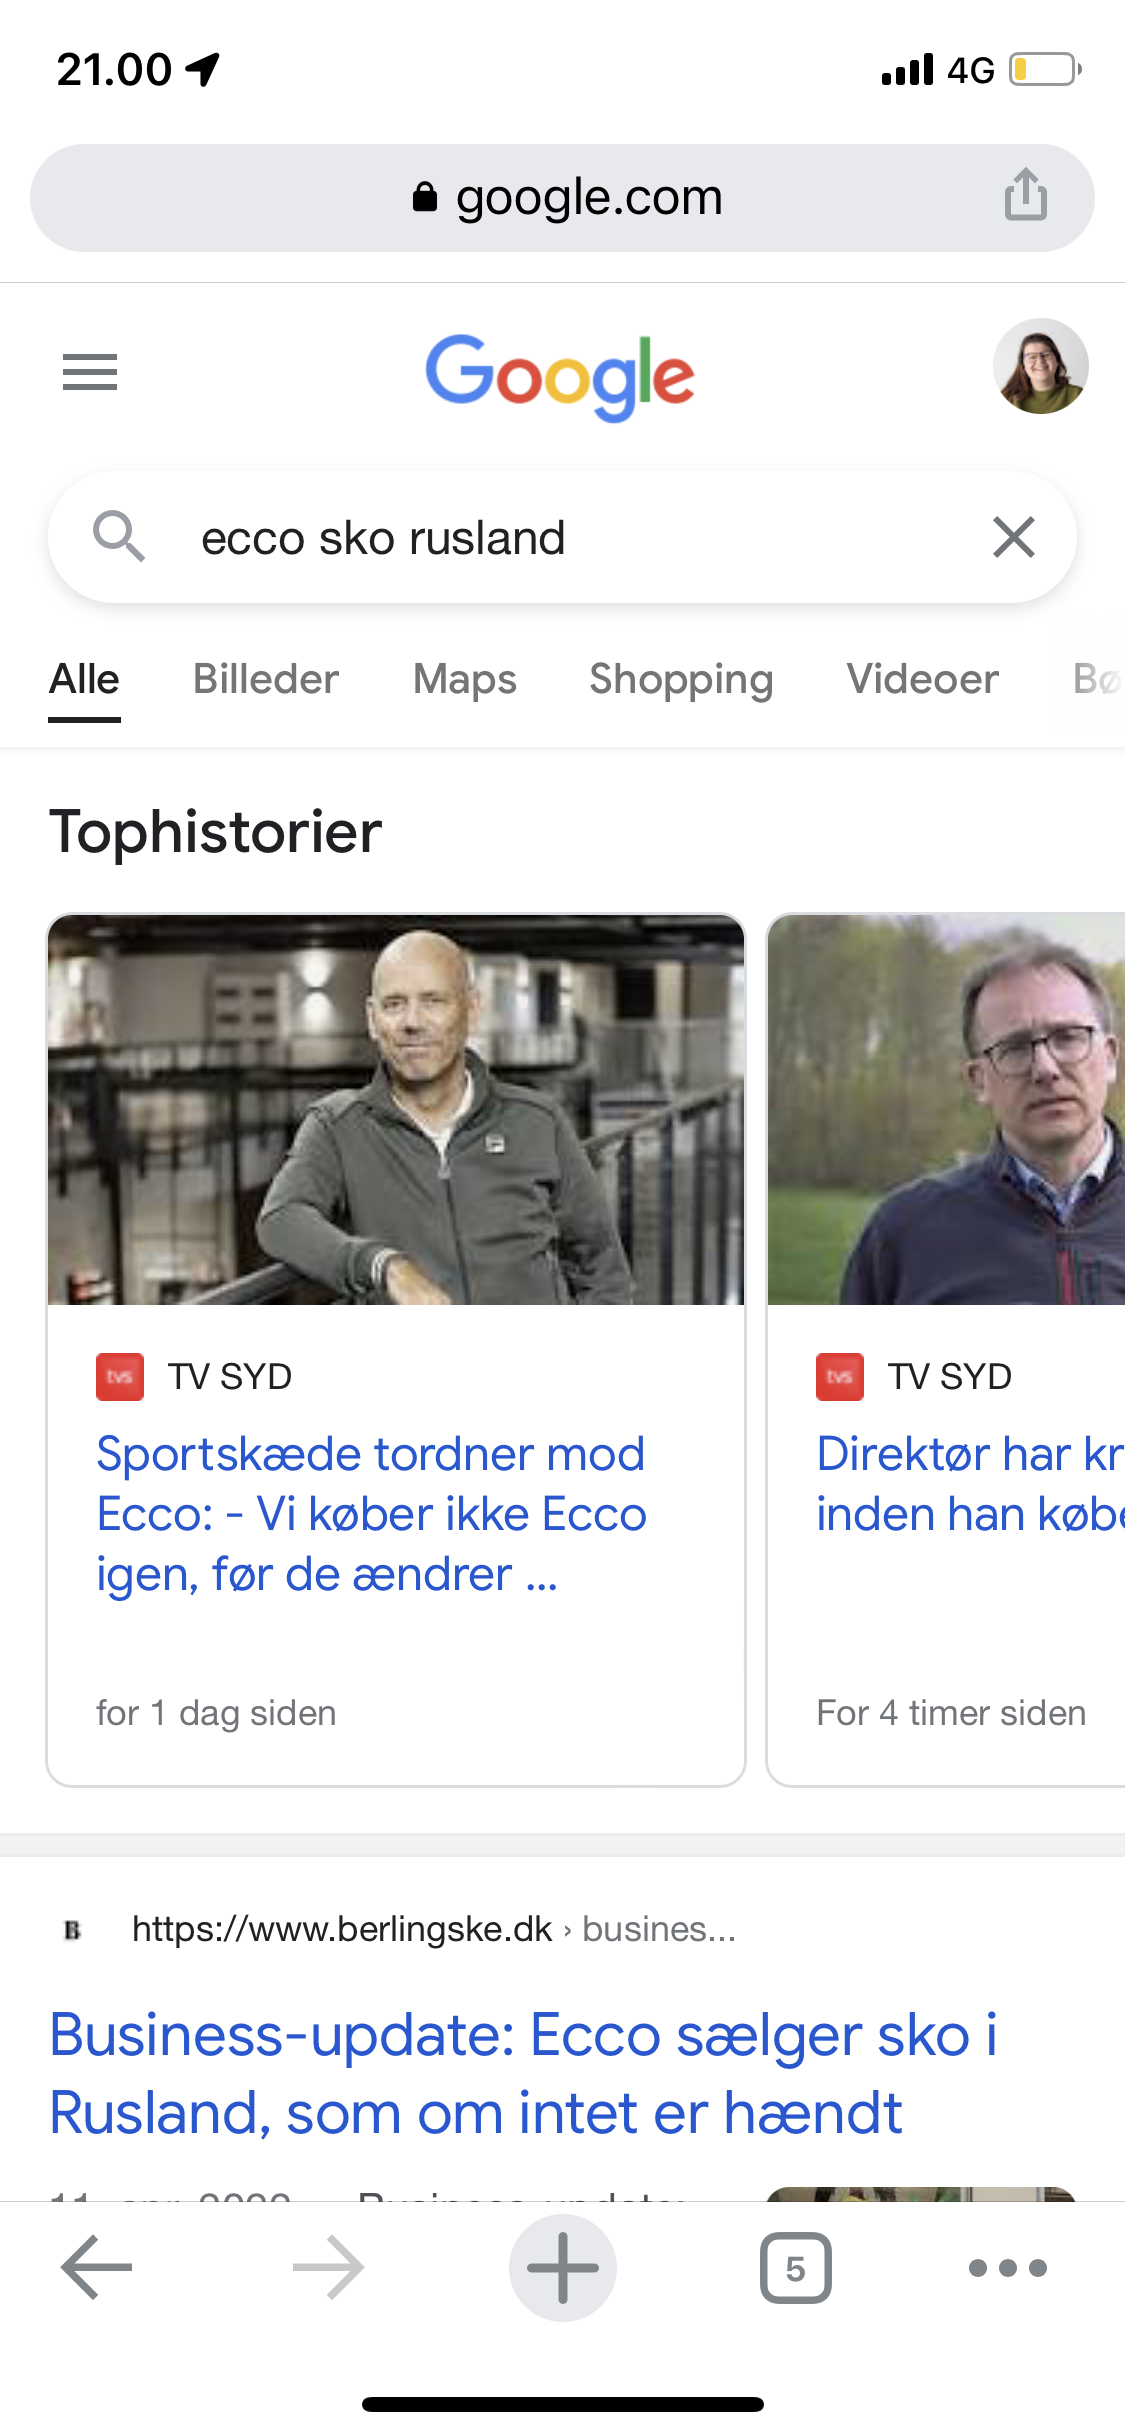 21.00
4G
google.com
Google
ecco sko rusland
Alle Billeder Maps Shopping Videoer Bø
Tophistorier
tvs TV SYD
Sportskæde tordner mod
Ecco: - Vi køber ikke Ecco
igen, før de ændrer ...
for 1 dag siden
tvs TV SYD
Direktør har kr
inden han købe
For 4 timer siden
B https://www.berlingske.dk › busines...
Business-update: Ecco sælger sko i
Rusland, som om intet er hændt
5